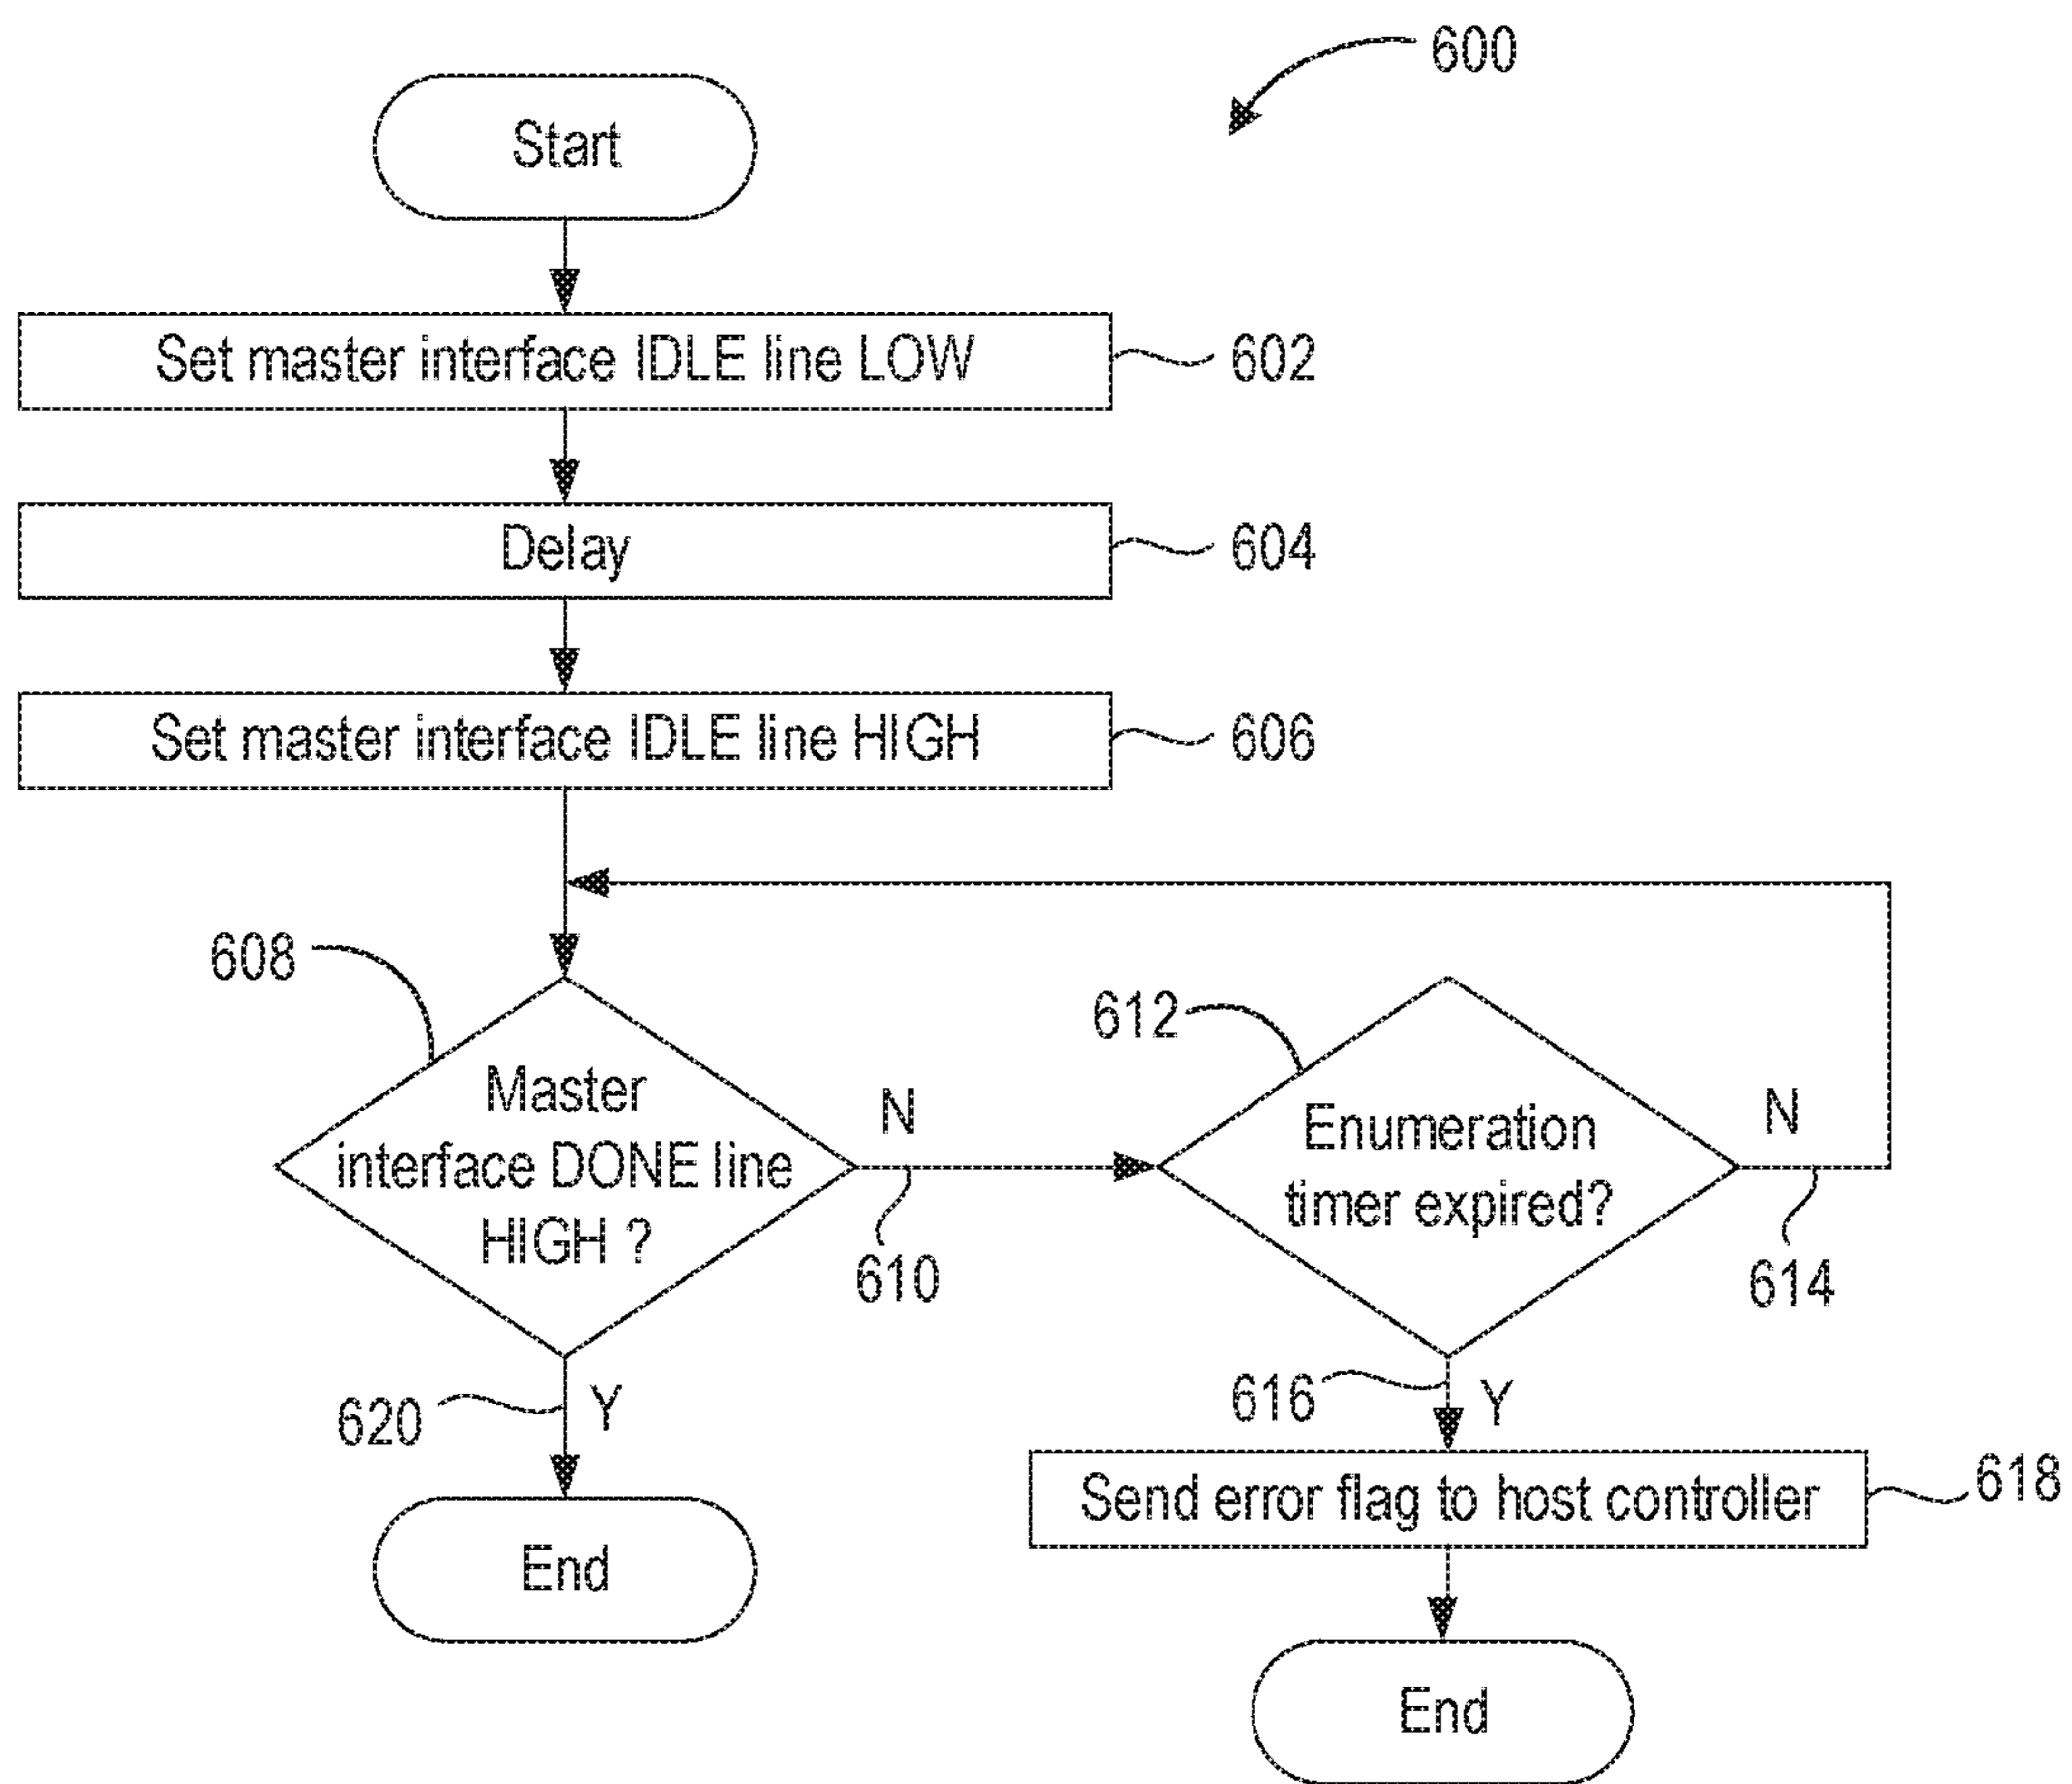 600
Start
Set master interface IDLE line LOW
602
Delay
604
Set master interface IDLE line HIGH
606
608
Master
interface DONE line
HIGH ?
N
610
612
Enumeration
timer expired?
N
614
620
Y
616
Y
End
Send error flag to host controller
618
End